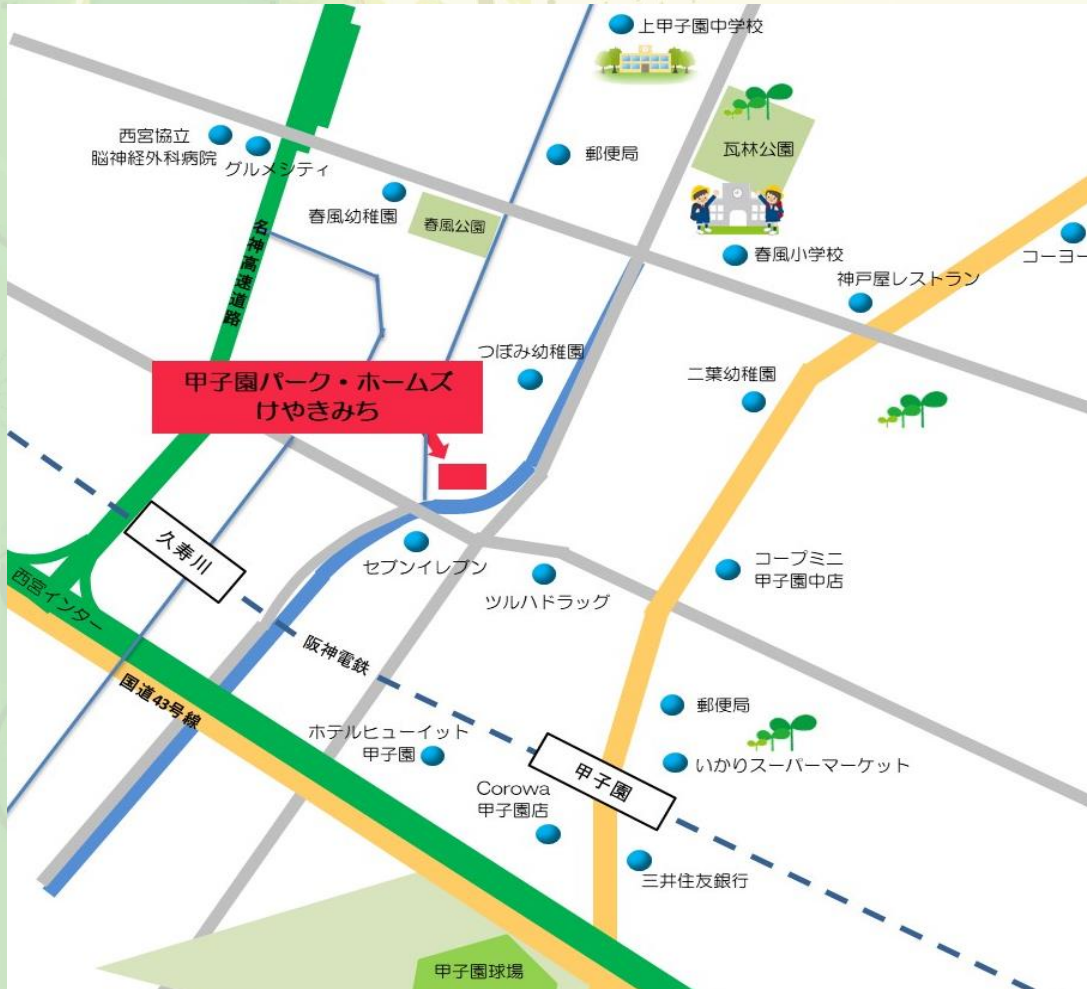 上甲子園中学校
西宮協立
脳神経外科病院
グルメシティ
郵便局
瓦林公園
春風幼稚園
春風公園
名神高速道路
春風小学校
コーヨー
神戸屋レストラン
つぼみ幼稚園
二葉幼稚園
甲子園パーク・ホームズ
けやきみち
久寿川
セブンイレブン
ツルハドラッグ
コープミニ
甲子園中店
西宮インター
阪神電鉄
国道43号線
郵便局
ホテルヒューイット
甲子園
いかりスーパーマーケット
甲子園
Corowa
甲子園店
三井住友銀行
甲子園球場